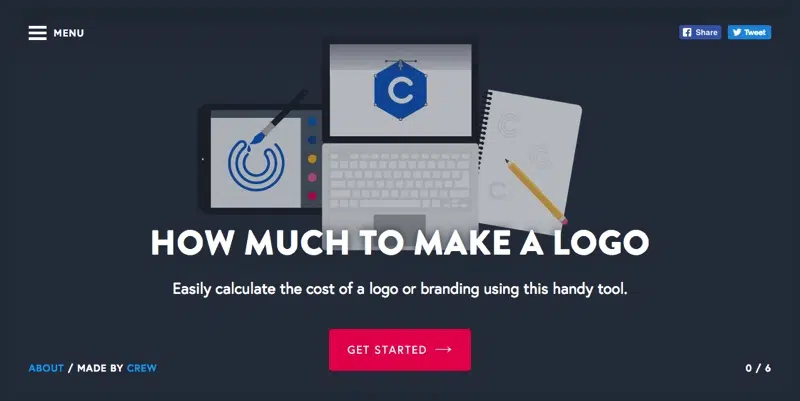 MENU
Share
Tweet
C
HOW MUCH TO MAKE A LOGO
Easily calculate the cost of a logo or branding using this handy tool.
GET STARTED →
ABOUT / MADE BY CREW
0 / 6